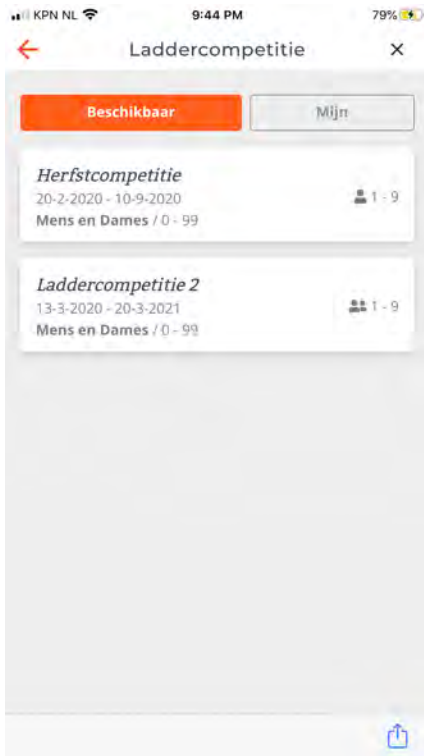 KPN NL 9:44 PM 79%
Laddercompetitie
Beschikbaar Mijn
Herfstcompetitie
20-2-2020 - 10-9-2020 1 - 9
Mens en Dames / 0 - 99
Laddercompetitie 2
13-3-2020 - 20-3-2021 1 - 9
Mens en Dames / 0 - 99